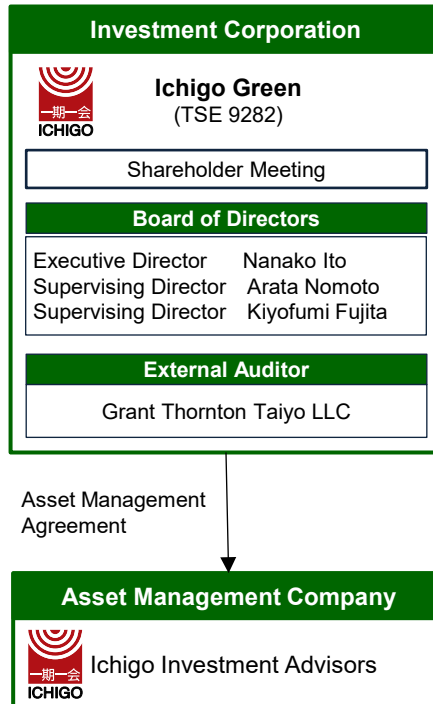 Investment Corporation
一期一会
ICHIGO
Ichigo Green
(TSE 9282)
Shareholder Meeting
Board of Directors
Executive Director Nanako Ito
Supervising Director Arata Nomoto
Supervising Director Kiyofumi Fujita
External Auditor
Grant Thornton Taiyo LLC
Asset Management
Agreement
Asset Management Company
一期一会
ICHIGO
Ichigo Investment Advisors